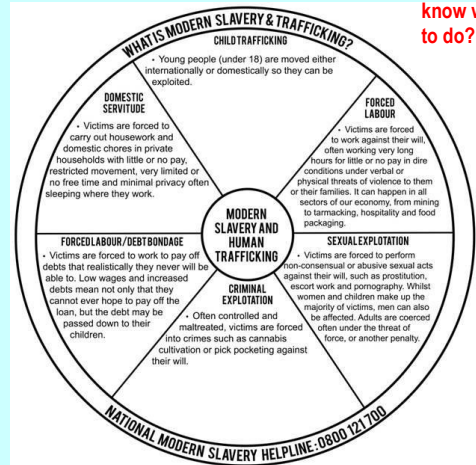 know
to do?
WHAT IS MODERN SLAVERY & TRAFFICKING?
CHILD TRAFFICKING
• Young people (under 18) are moved either
internationally or domestically so they can be
exploited.
DOMESTIC
SERVITUDE
• Victims are forced to
carry out housework and
domestic chores in private
households with little or no pay,
restricted movement, very limited or
no free time and minimal privacy often
sleeping where they work.
FORCED
LABOUR
• Victims are forced
to work against their will,
often working very long
hours for little or no pay in dire
conditions under verbal or
physical threats of violence to them
or their families. It can happen in all
sectors of our economy, from mining
to tarmacking, hospitality and food
packaging.
MODERN
SLAVERY AND
HUMAN
TRAFFICKING
FORCED LABOUR/DEBT BONDAGE
• Victims are forced to work to pay off
debts that realistically they never will be
able to. Low wages and increased
debts mean not only that they
cannot ever hope to pay off the
loan, but the debt may be
passed down to their
children.
SEXUAL EXPLOTATION
• Victims are forced to perform
non-consensual or abusive sexual acts
against their will, such as prostitution,
escort work and pornography. Whilst
women and children make up the
majority of victims, men can also
be affected. Adults are coerced
often under the threat of
force, or another penalty.
CRIMINAL
EXPLOTATION
• Often controlled and
maltreated, victims are forced
into crimes such as cannabis
cultivation or pick pocketing against
their will.
NATIONAL MODERN SLAVERY HELPLINE: 0800 121 700